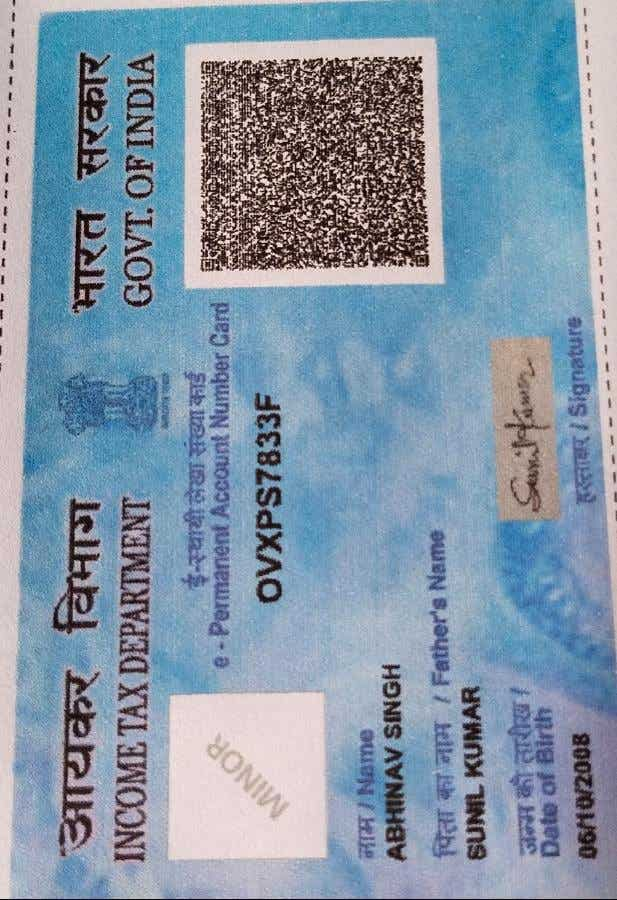 आयकर विभाग
INCOME TAX DEPARTMENT
भारत सरकार
GOVT. OF INDIA
ई-स्थायी लेखा संख्या कार्ड
e - Permanent Account Number Card
OVXPS7833F
MINOR
नाम / Name
ABHINAV SINGH
पिता का नाम / Father's Name
SUNIL KUMAR
जन्म की तारीख /
Date of Birth
06/10/2008
Sunil Kumar
हस्ताक्षर / Signature